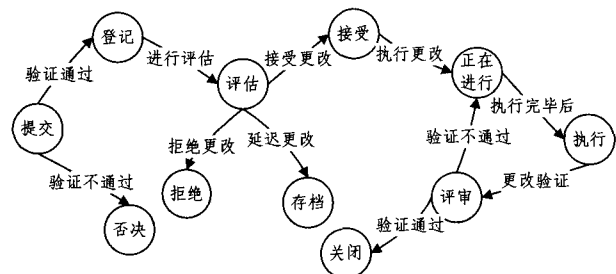 登记
接受
进行评估
接受更改
执行更改
正在
进行
验证通过
评估
执行完毕后
提交
拒绝更改
延迟更改
验证不通过
执行
验证不通过
更改验证
拒绝
存档
评审
否决
验证通过
关闭